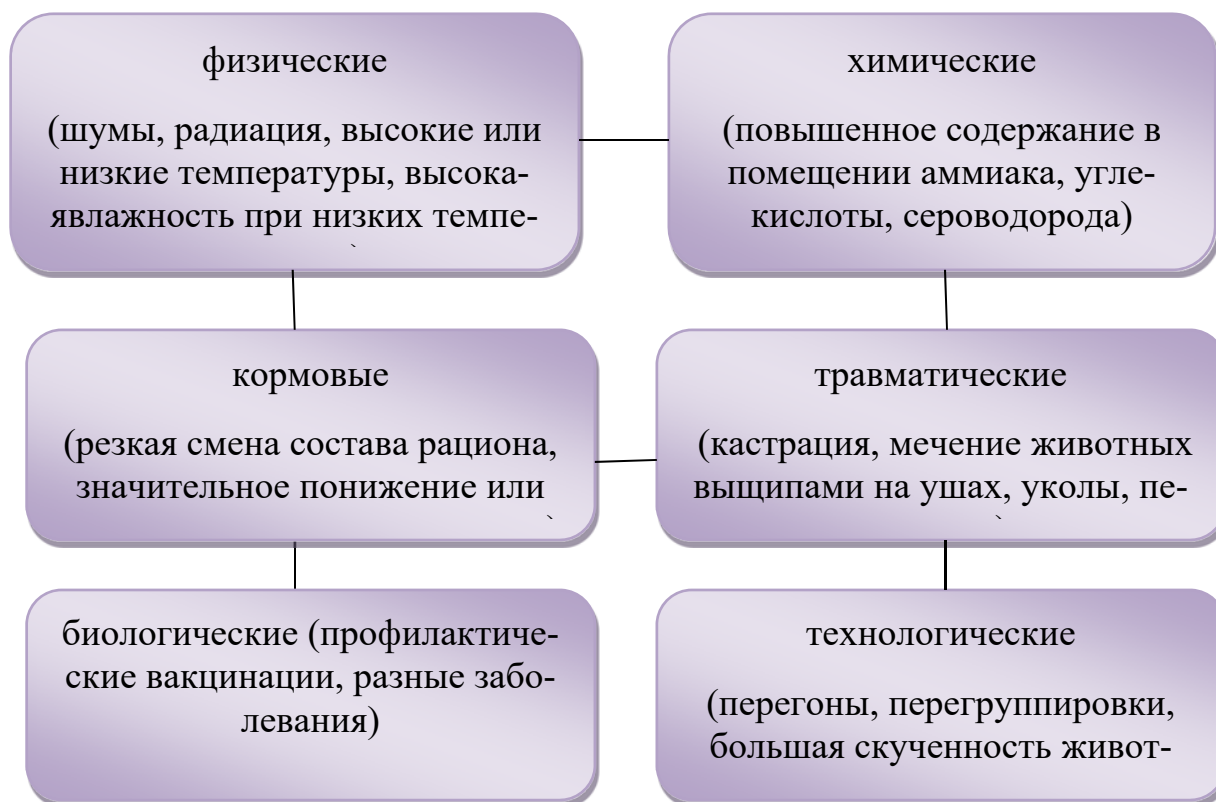 физические
(шумы, радиация, высокие или
низкие температуры, высока-
явлажность при низких темпе-
химические
(повышенное содержание в
помещении аммиака, угле-
кислоты, сероводорода)
кормовые
(резкая смена состава рациона,
значительное понижение или
травматические
(кастрация, мечение животных
выщипами на ушах, уколы, пе-
биологические (профилактиче-
ские вакцинации, разные забо-
левания)
технологические
(перегоны, перегруппировки,
большая скученность живот-